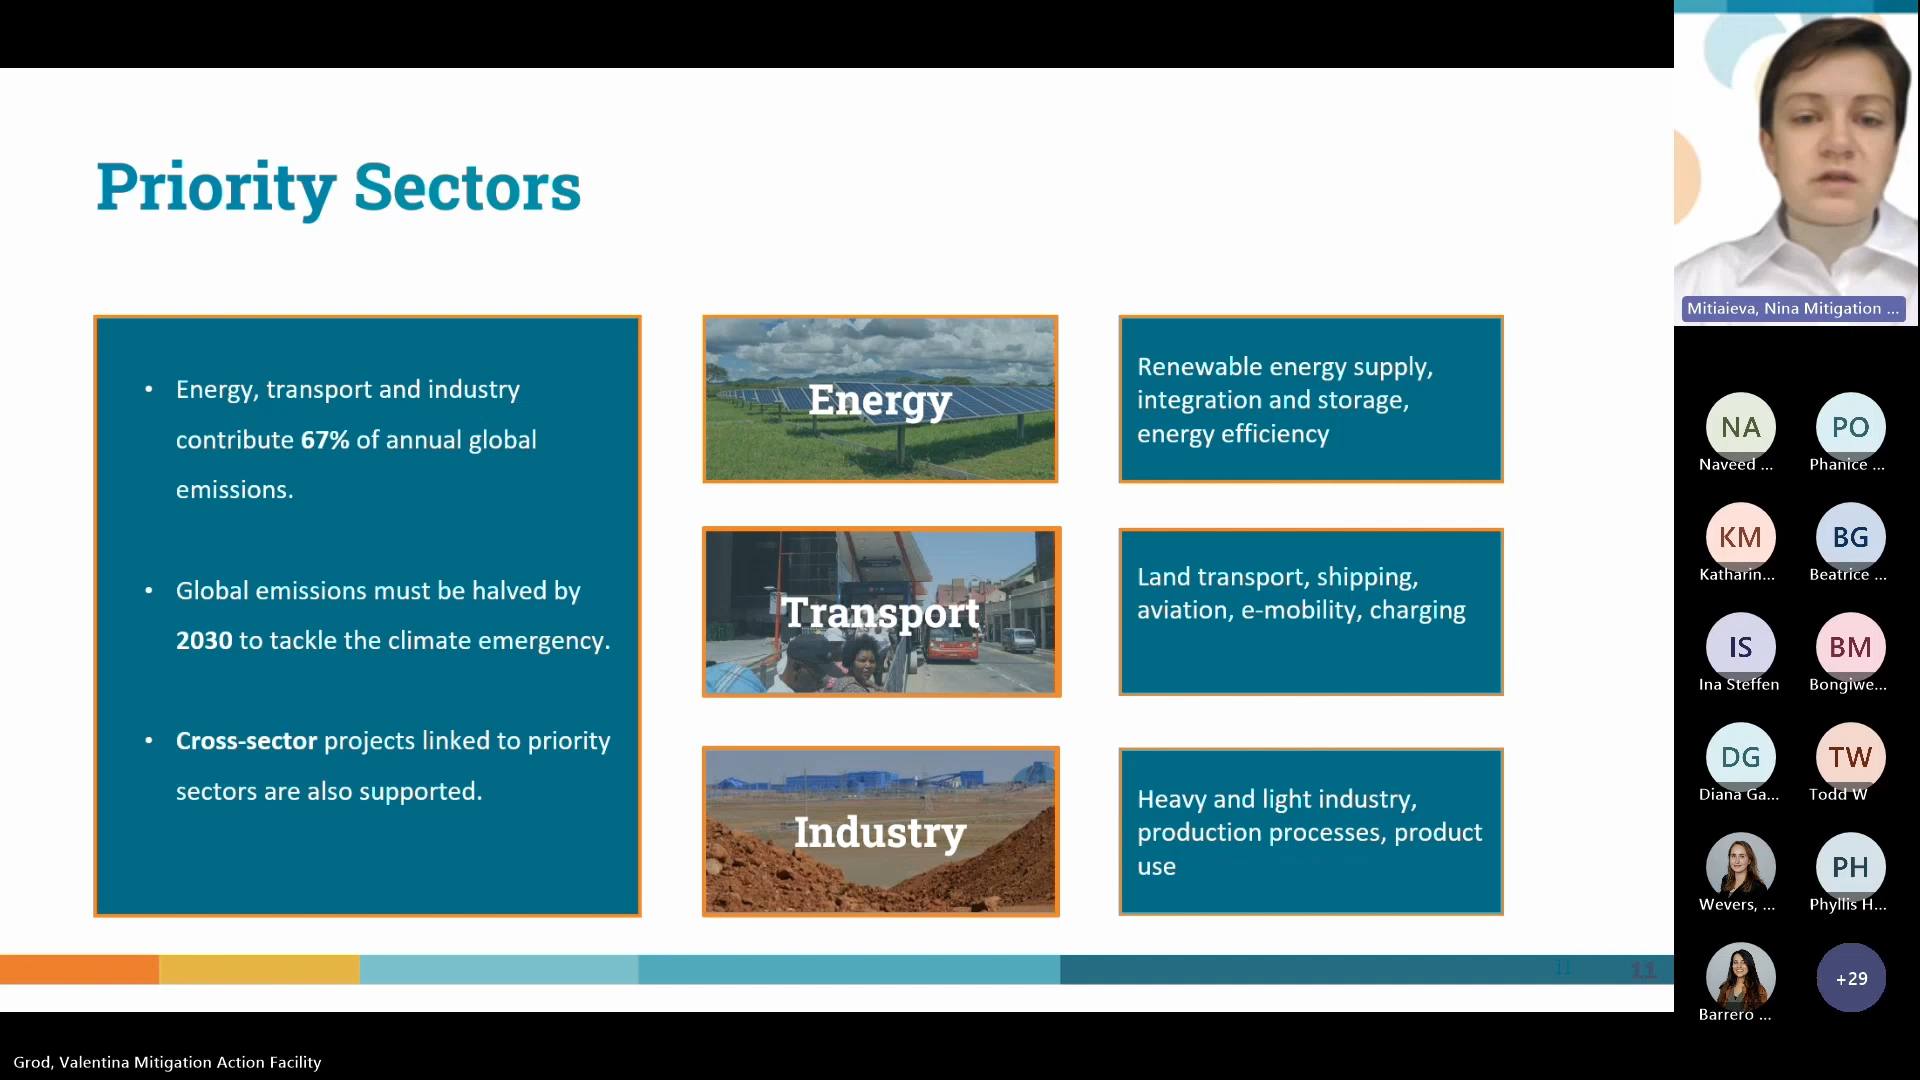 Priority Sectors
• Energy, transport and industry
contribute 67% of annual global
emissions.
• Global emissions must be halved by
2030 to tackle the climate emergency.
• Cross-sector projects linked to priority
sectors are also supported.
Energy
Renewable energy supply,
integration and storage,
energy efficiency
Transport
Land transport, shipping,
aviation, e-mobility, charging
Industry
Heavy and light industry,
production processes, product
use
11
11
Mitiaieva, Nina Mitigation ...
NA
Naveed ...
PO
Phanice ...
KM
Katharin...
BG
Beatrice ...
IS
Ina Steffen
BM
Bongiwe...
DG
Diana Ga...
TW
Todd W
Wevers, ...
PH
Phyllis H...
Barrero ...
+29
Grod, Valentina Mitigation Action Facility